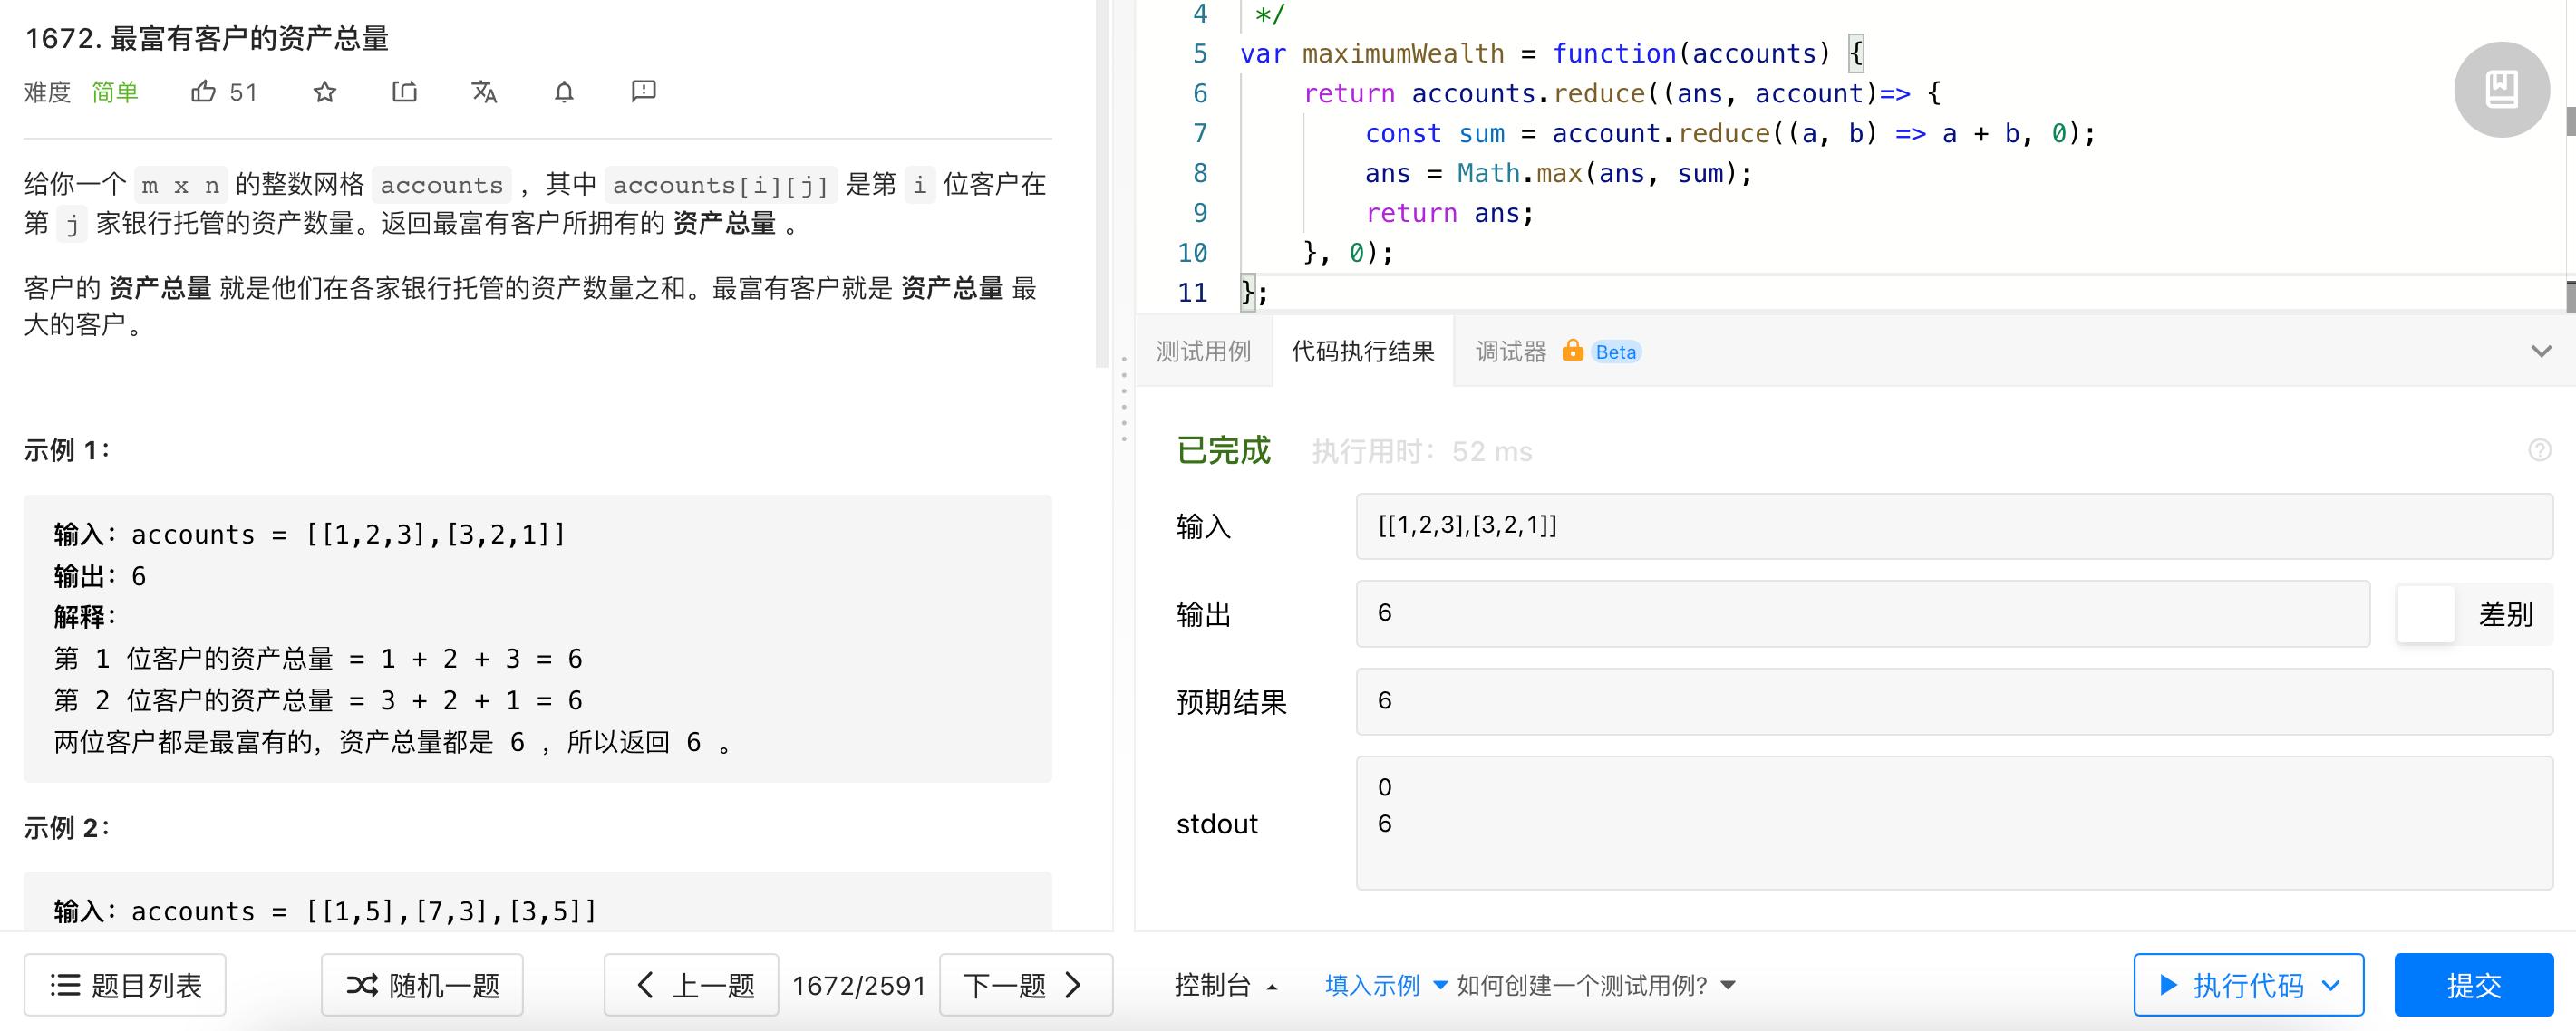 1672. 最富有客户的资产总量
难度 简单 51
给你一个 m x n 的整数网格 accounts ，其中 accounts[i][j] 是第 i 位客户在
第 j 家银行托管的资产数量。返回最富有客户所拥有的 资产总量 。
客户的 资产总量 就是他们在各家银行托管的资产数量之和。最富有客户就是 资产总量 最
大的客户。
示例 1：
输入：accounts = [[1,2,3],[3,2,1]]
输出：6
解释：
第 1 位客户的资产总量 = 1 + 2 + 3 = 6
第 2 位客户的资产总量 = 3 + 2 + 1 = 6
两位客户都是最富有的，资产总量都是 6 ，所以返回 6 。
示例 2：
输入：accounts = [[1,5],[7,3],[3,5]]
题目列表 随机一题 上一题 1672/2591 下一题
4 */
5 var maximumWealth = function(accounts) {
6 return accounts.reduce((ans, account)=> {
7 const sum = account.reduce((a, b) => a + b, 0);
8 ans = Math.max(ans, sum);
9 return ans;
10 }, 0);
11 };
测试用例 代码执行结果 调试器 Beta
已完成 执行用时：52 ms
输入 [[1,2,3],[3,2,1]]
输出 6 差别
预期结果 6
stdout 0
6
控制台 填入示例 如何创建一个测试用例? 执行代码 提交